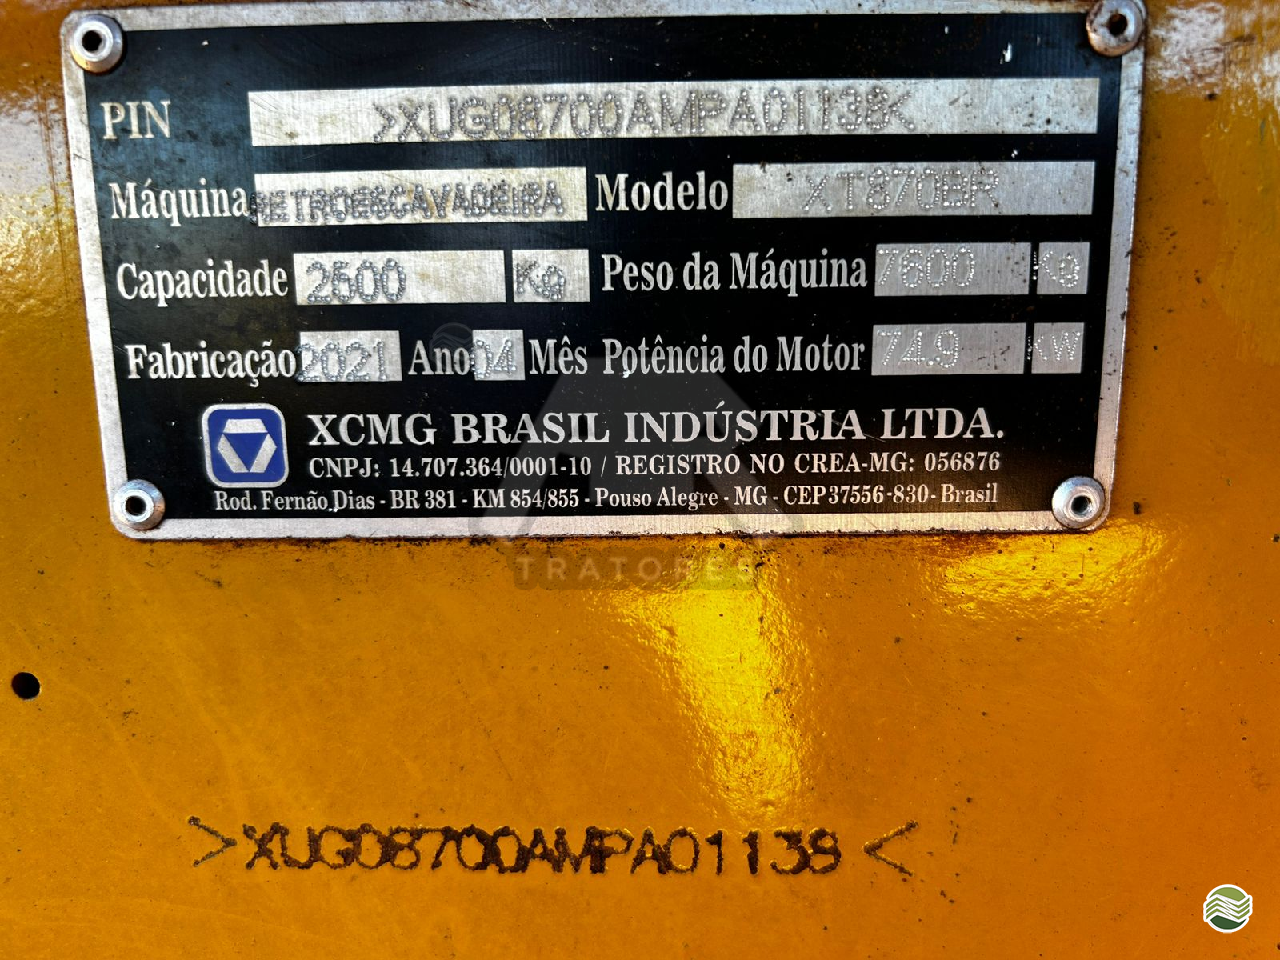 PIN >XUG08700AMPA01138<
Máquina RETROESCAVADEIRA Modelo XT870BR
Capacidade 2500 Kg Peso da Máquina 7600 Kg
Fabricação 2021 Ano 04 Mês Potência do Motor 74.9 KW
XCMG BRASIL INDÚSTRIA LTDA.
CNPJ: 14.707.364/0001-10 / REGISTRO NO CREA-MG: 056876
Rod. Fernão Dias - BR 381 - KM 854/855 - Pouso Alegre - MG - CEP 37556-830 - Brasil
TRATORES
>XUG08700AMPA01138<